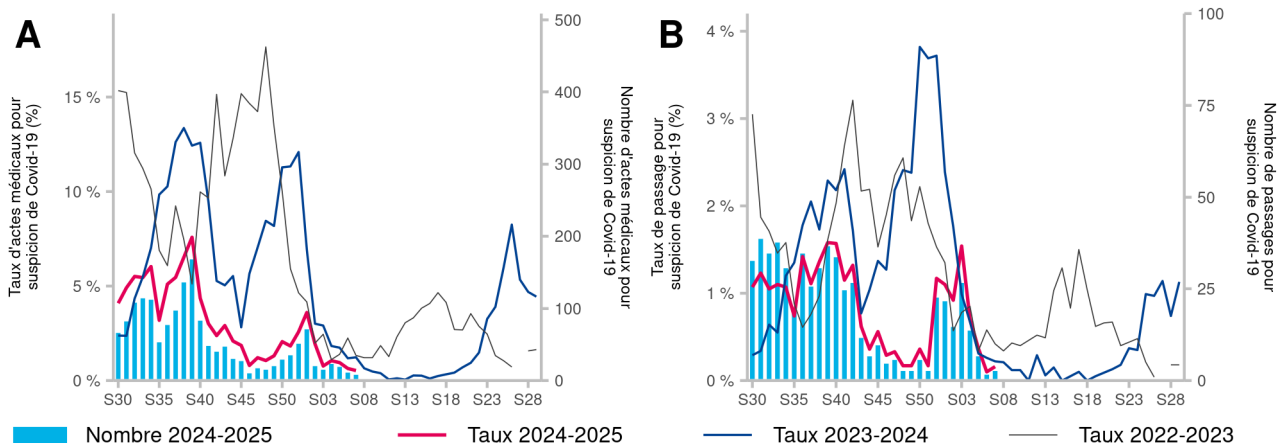 A
Taux d'actes médicaux pour
suspicion de Covid-19 (%)
15 %
10 %
5 %
0 %
500
400
300
200
100
0
Nombre d'actes médicaux pour
suspicion de Covid-19
S30 S35 S40 S45 S50 S03 S08 S13 S18 S23 S28
B
Taux de passage pour
suspicion de Covid-19 (%)
4 %
3 %
2 %
1 %
0 %
100
75
50
25
0
Nombre de passages pour
suspicion de Covid-19
S30 S35 S40 S45 S50 S03 S08 S13 S18 S23 S28
Nombre 2024-2025 Taux 2024-2025 Taux 2023-2024 Taux 2022-2023